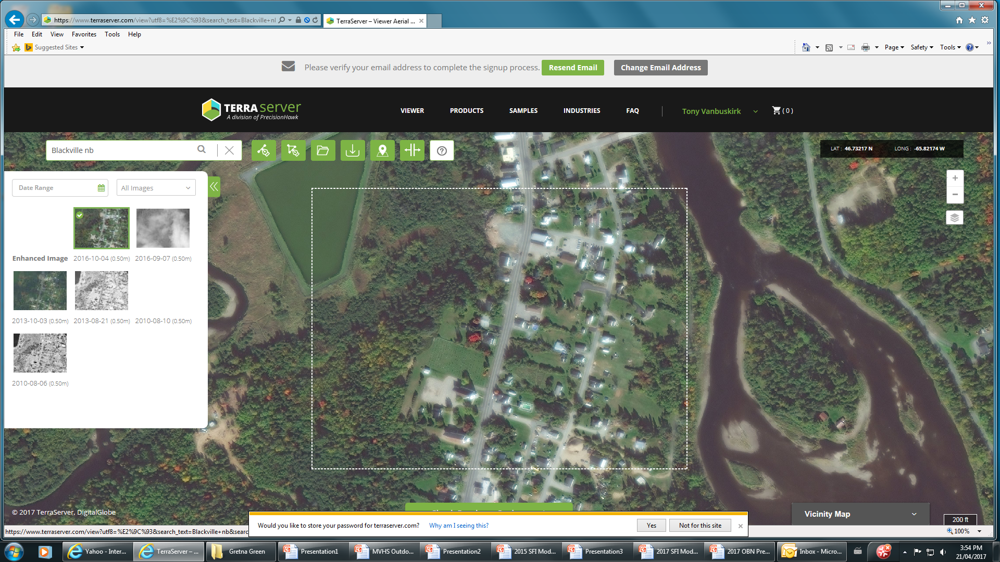 https://www.terraserver.com/view?utf8=%E2%9C%93&search_text=Blackville+nl
TerraServer – Viewer Aerial ...
File Edit View Favorites Tools Help
Suggested Sites
Page Safety Tools
Please verify your email address to complete the signup process. Resend Email Change Email Address
TERRA server
A division of PrecisionHawk
VIEWER PRODUCTS SAMPLES INDUSTRIES FAQ Tony Vanbuskirk ( 0 )
Blackville nb
LAT : 46.73217 N LONG : -65.82174 W
Date Range All Images
Enhanced Image 2016-10-04 (0.50m) 2016-09-07 (0.50m)
2013-10-03 (0.50m) 2013-08-21 (0.50m) 2010-08-10 (0.50m)
2010-08-06 (0.50m)
© 2017 TerraServer, DigitalGlobe
Vicinity Map
200 ft
Would you like to store your password for terraserver.com? Why am I seeing this? Yes Not for this site
https://www.terraserver.com/view?utf8=%E2%9C%93&search_text=Blackville+nb&searc
100%
Yahoo - Inter...
TerraServer – ...
Gretna Green
Presentation1
MVHS Outdo...
Presentation2
2015 SFI Mod...
Presentation3
2017 SFI Mod...
2017 OBN Pre...
Inbox - Micro...
3:54 PM
21/04/2017